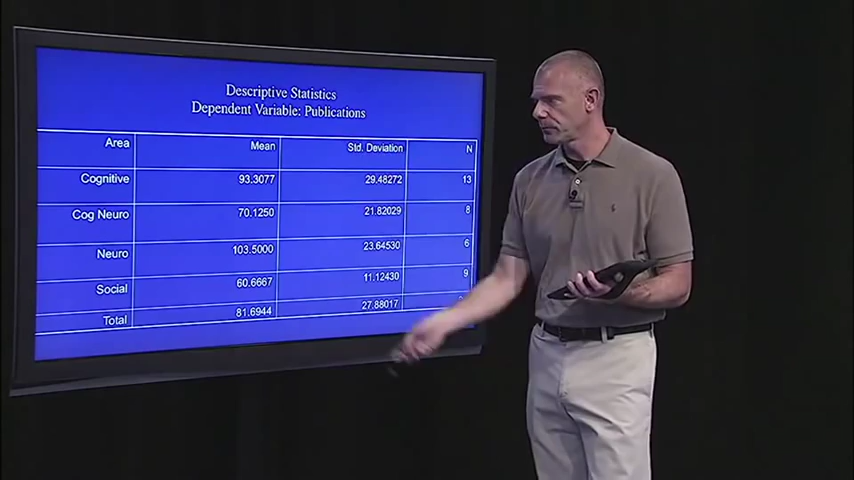 Descriptive Statistics
Dependent Variable: Publications
Area Mean Std. Deviation N
Cognitive 93.3077 29.48272 13
Cog Neuro 70.1250 21.82029 8
Neuro 103.5000 23.64530 6
Social 60.6667 11.12430 9
Total 81.6944 27.88017